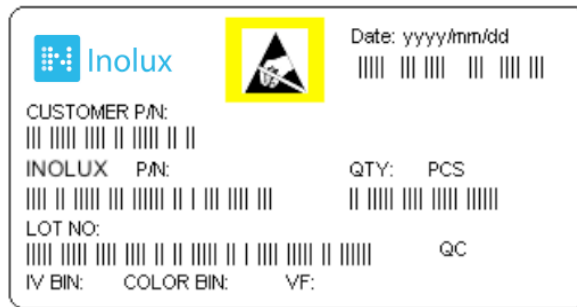 Inolux
Date: yyyy/mm/dd
CUSTOMER P/N:
INOLUX P/N:
QTY: PCS
LOT NO:
QC
IV BIN: COLOR BIN: VF: